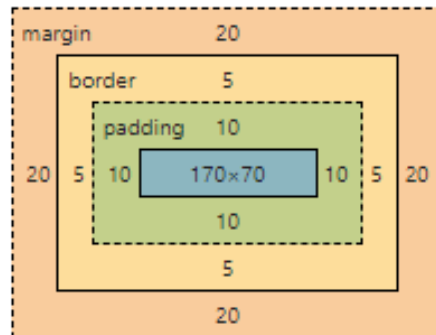 margin 20
border 5
padding 10
20 5 10 170×70 10 5 20
10
5
20